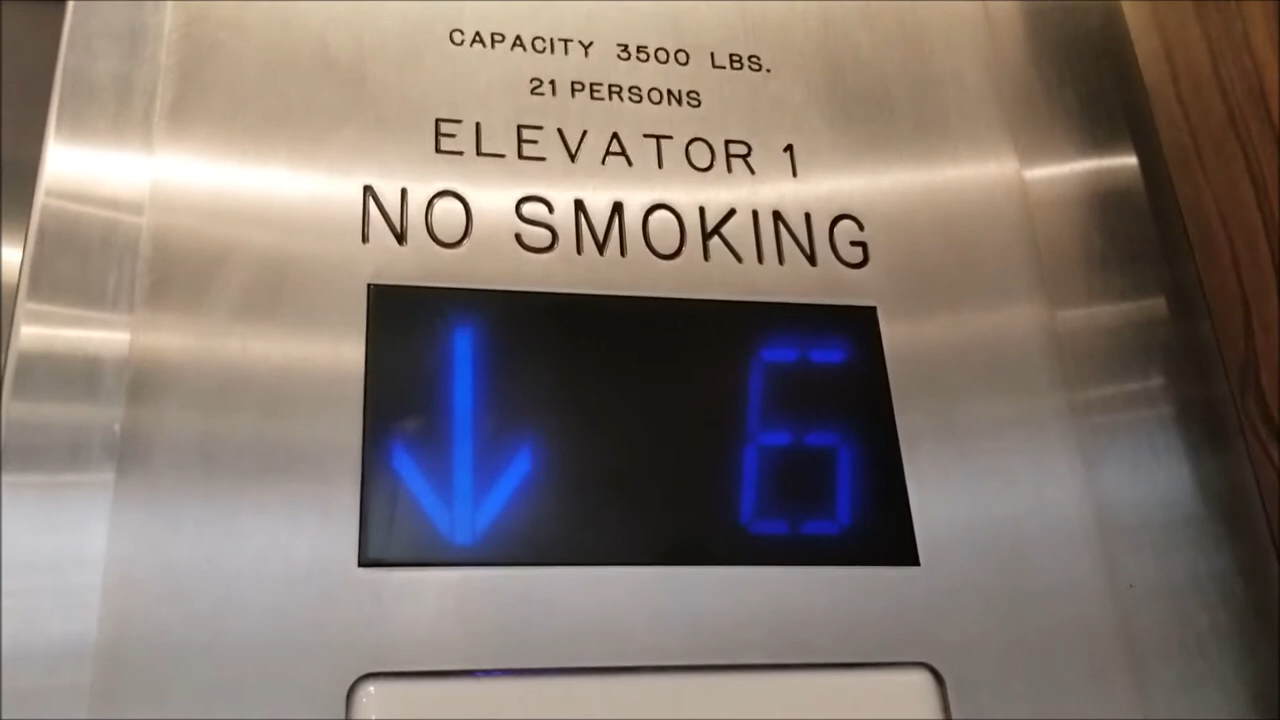 CAPACITY 3500 LBS.
21 PERSONS
ELEVATOR 1
NO SMOKING
↓ 6